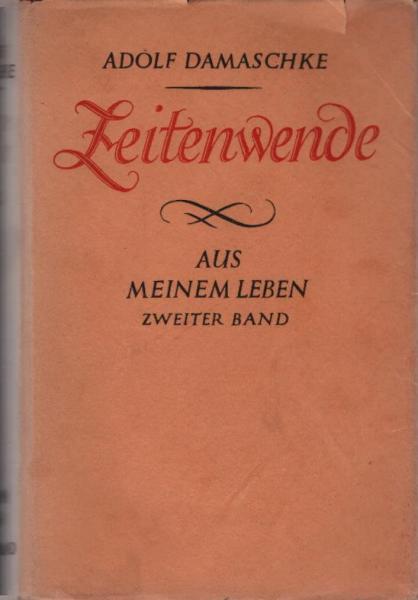 ADOLF DAMASCHKE
Zeitenwende
AUS
MEINEM LEBEN
ZWEITER BAND